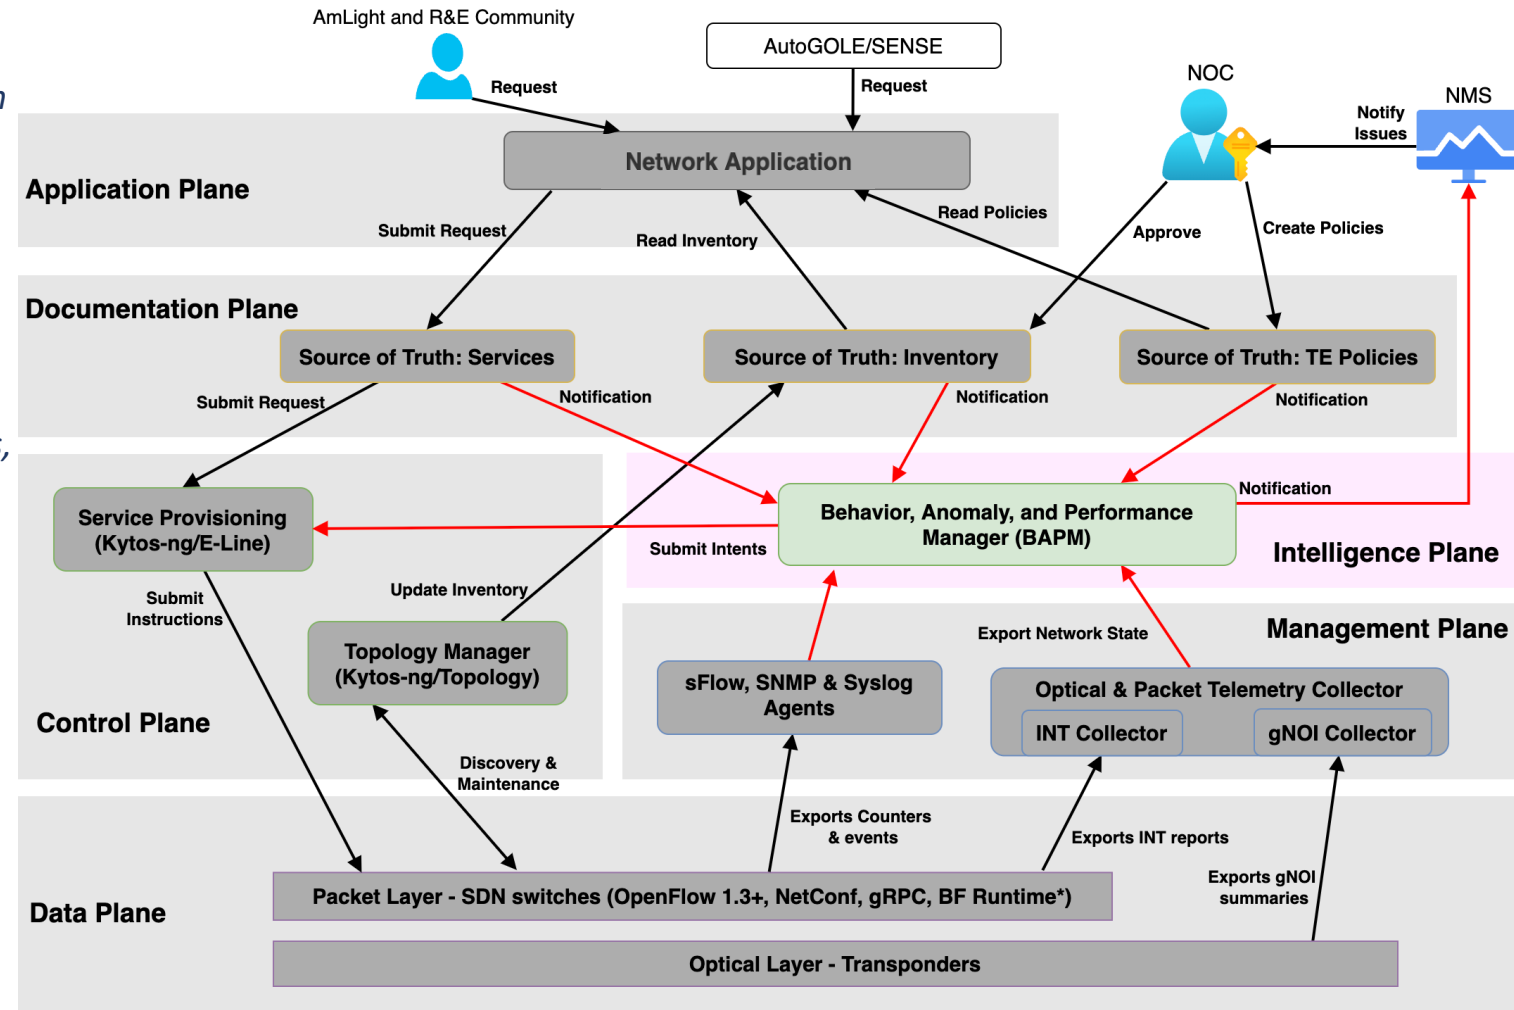 AmLight and R&E Community
AutoGOLE/SENSE
NOC
NMS
Request
Request
Notify
Issues
n
Network Application
Application Plane
Submit Request
Read Inventory
Read Policies
Approve
Create Policies
Documentation Plane
Source of Truth: Services
Source of Truth: Inventory
Source of Truth: TE Policies
Submit Request
Notification
Notification
Notification
s,
Service Provisioning
(Kytos-ng/E-Line)
Behavior, Anomaly, and Performance
Manager (BAPM)
Notification
Submit Intents
Intelligence Plane
Submit
Instructions
Update Inventory
Topology Manager
(Kytos-ng/Topology)
Export Network State
Management Plane
sFlow, SNMP & Syslog
Agents
Optical & Packet Telemetry Collector
INT Collector
gNOI Collector
Control Plane
Discovery &
Maintenance
Exports Counters
& events
Exports INT reports
Exports gNOI
summaries
Data Plane
Packet Layer - SDN switches (OpenFlow 1.3+, NetConf, gRPC, BF Runtime*)
Optical Layer - Transponders